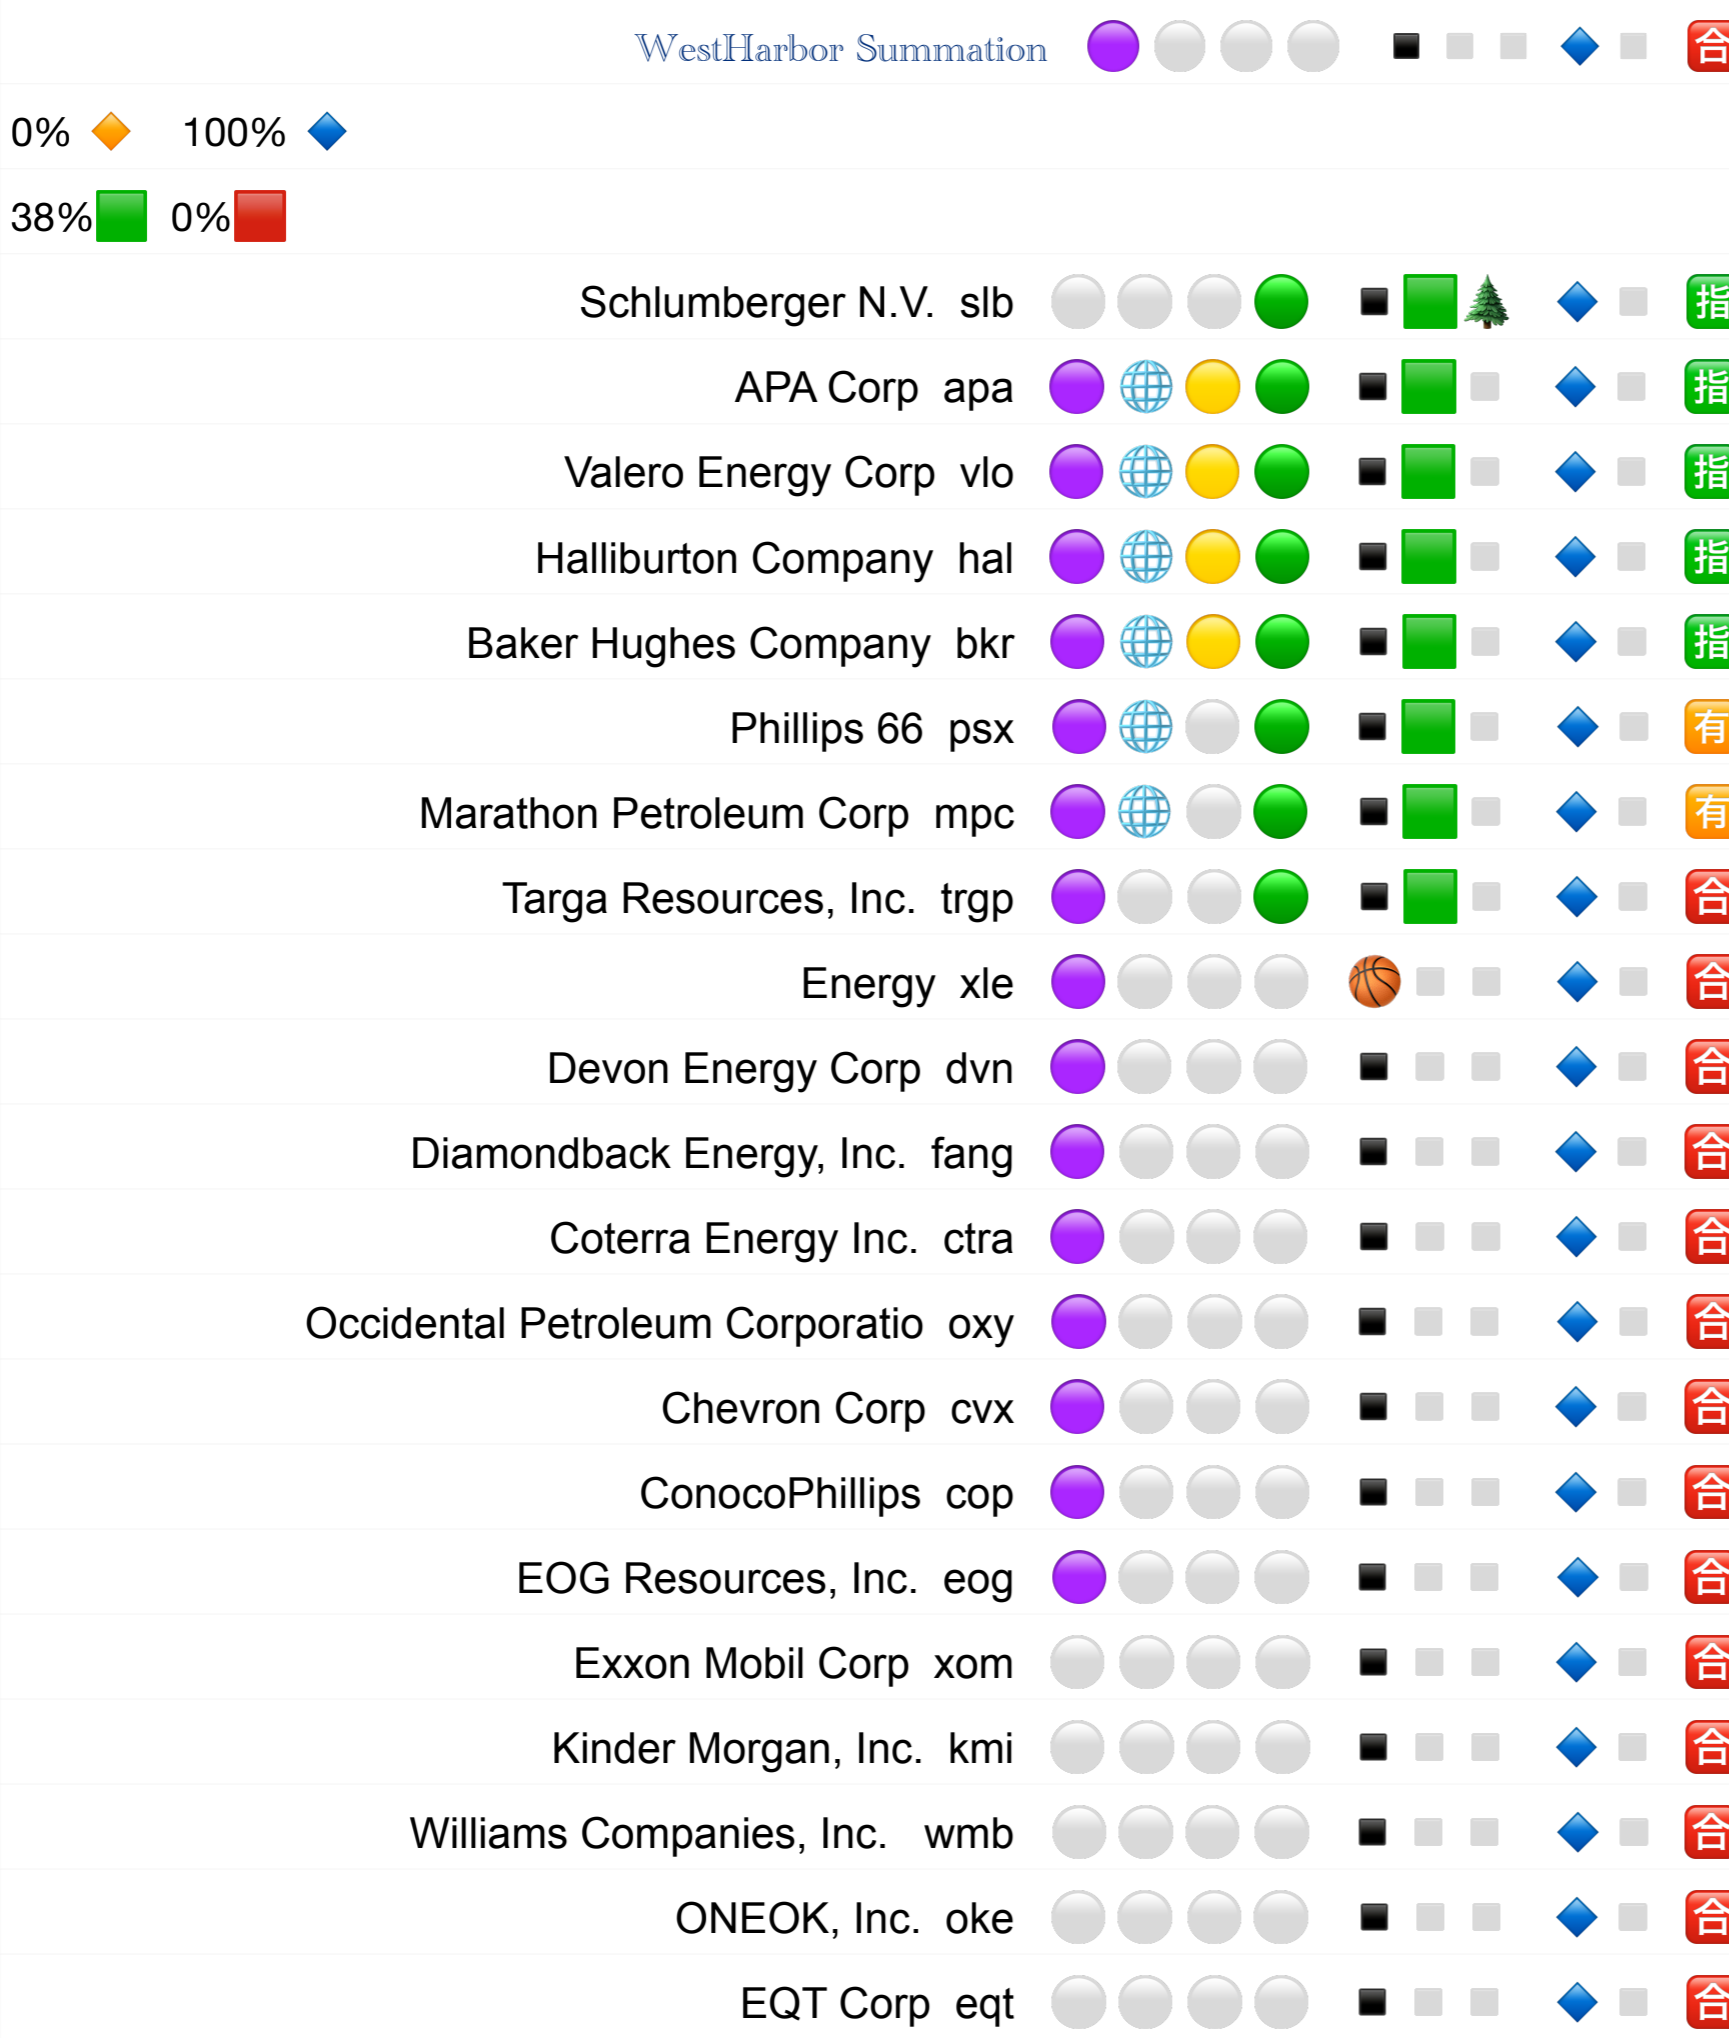 WestHarbor Summation 合
0% 100%
38% 0%
Schlumberger N.V. slb 指
APA Corp apa 指
Valero Energy Corp vlo 指
Halliburton Company hal 指
Baker Hughes Company bkr 指
Phillips 66 psx 有
Marathon Petroleum Corp mpc 有
Targa Resources, Inc. trgp 合
Energy xle 合
Devon Energy Corp dvn 合
Diamondback Energy, Inc. fang 合
Coterra Energy Inc. ctra 合
Occidental Petroleum Corporatio oxy 合
Chevron Corp cvx 合
ConocoPhillips cop 合
EOG Resources, Inc. eog 合
Exxon Mobil Corp xom 合
Kinder Morgan, Inc. kmi 合
Williams Companies, Inc. wmb 合
ONEOK, Inc. oke 合
EQT Corp eqt 合